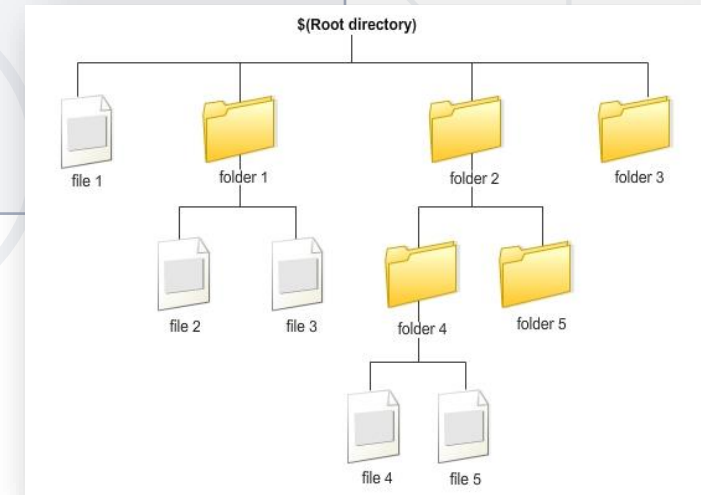 $(Root directory)
file 1
folder 1
folder 2
folder 3
file 2
file 3
folder 4
folder 5
file 4
file 5